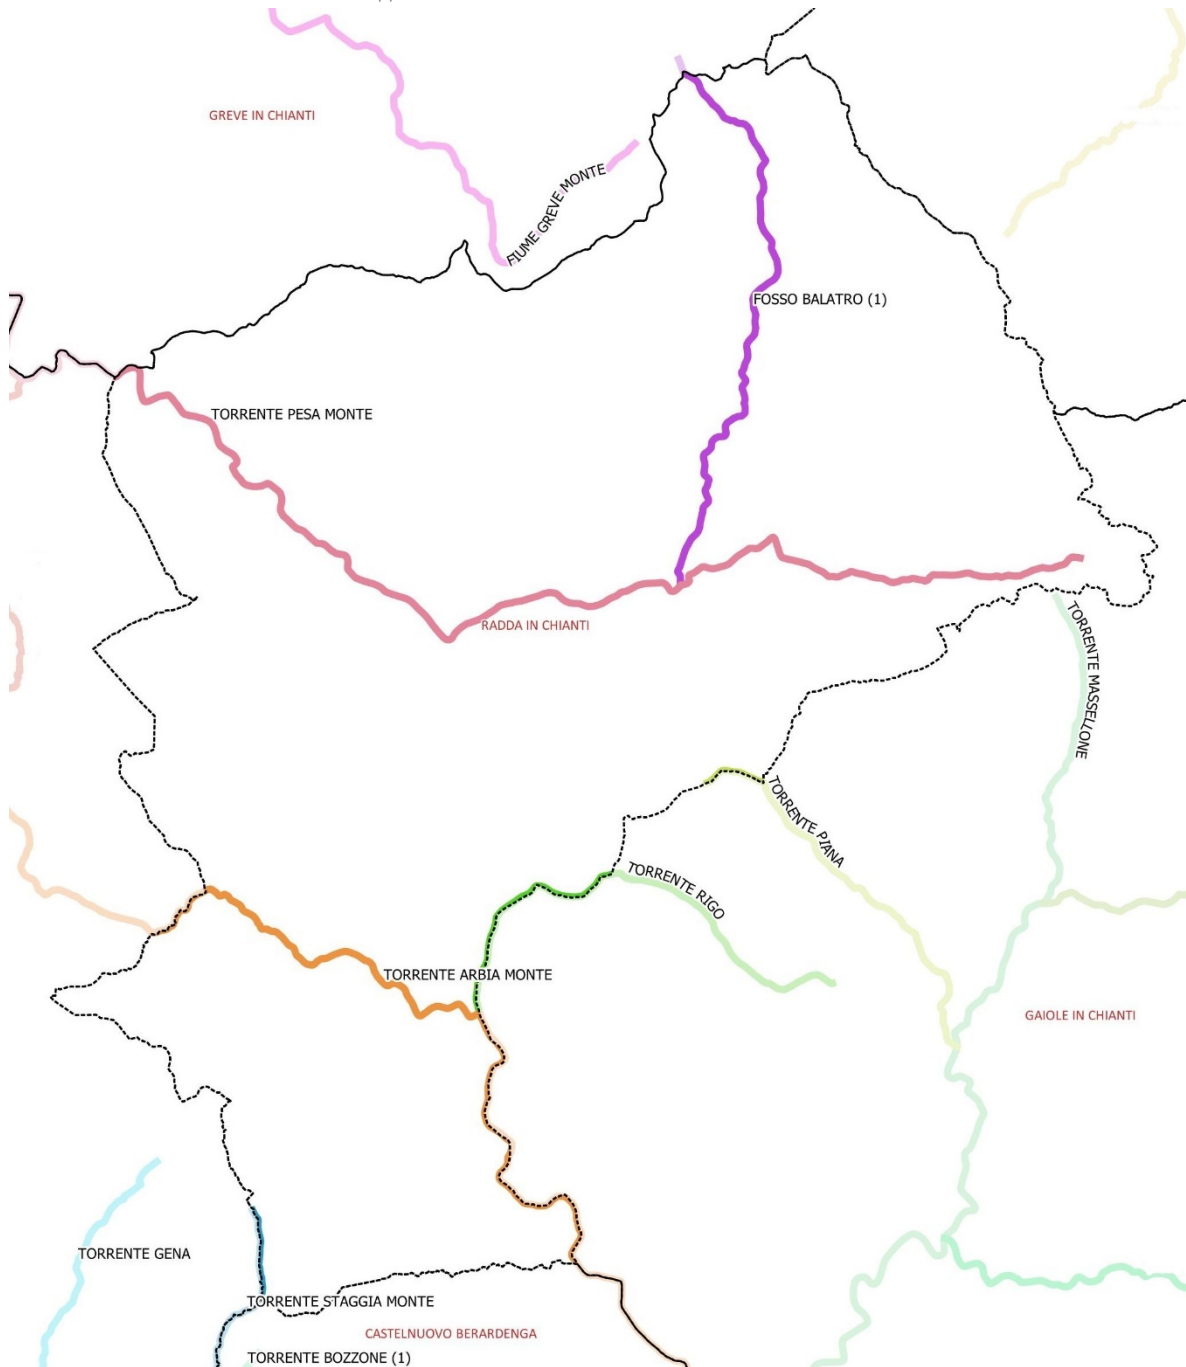 GREVE IN CHIANTI
FIUME GREVE MONTE
FOSSO BALATRO (1)
TORRENTE PESA MONTE
RADDA IN CHIANTI
TORRENTE MASSELLONE
TORRENTE PIANA
TORRENTE RIGO
TORRENTE ARBIA MONTE
GAIOLE IN CHIANTI
TORRENTE GENA
TORRENTE STAGGIA MONTE
CASTELNUOVO BERARDENGA
TORRENTE BOZZONE (1)